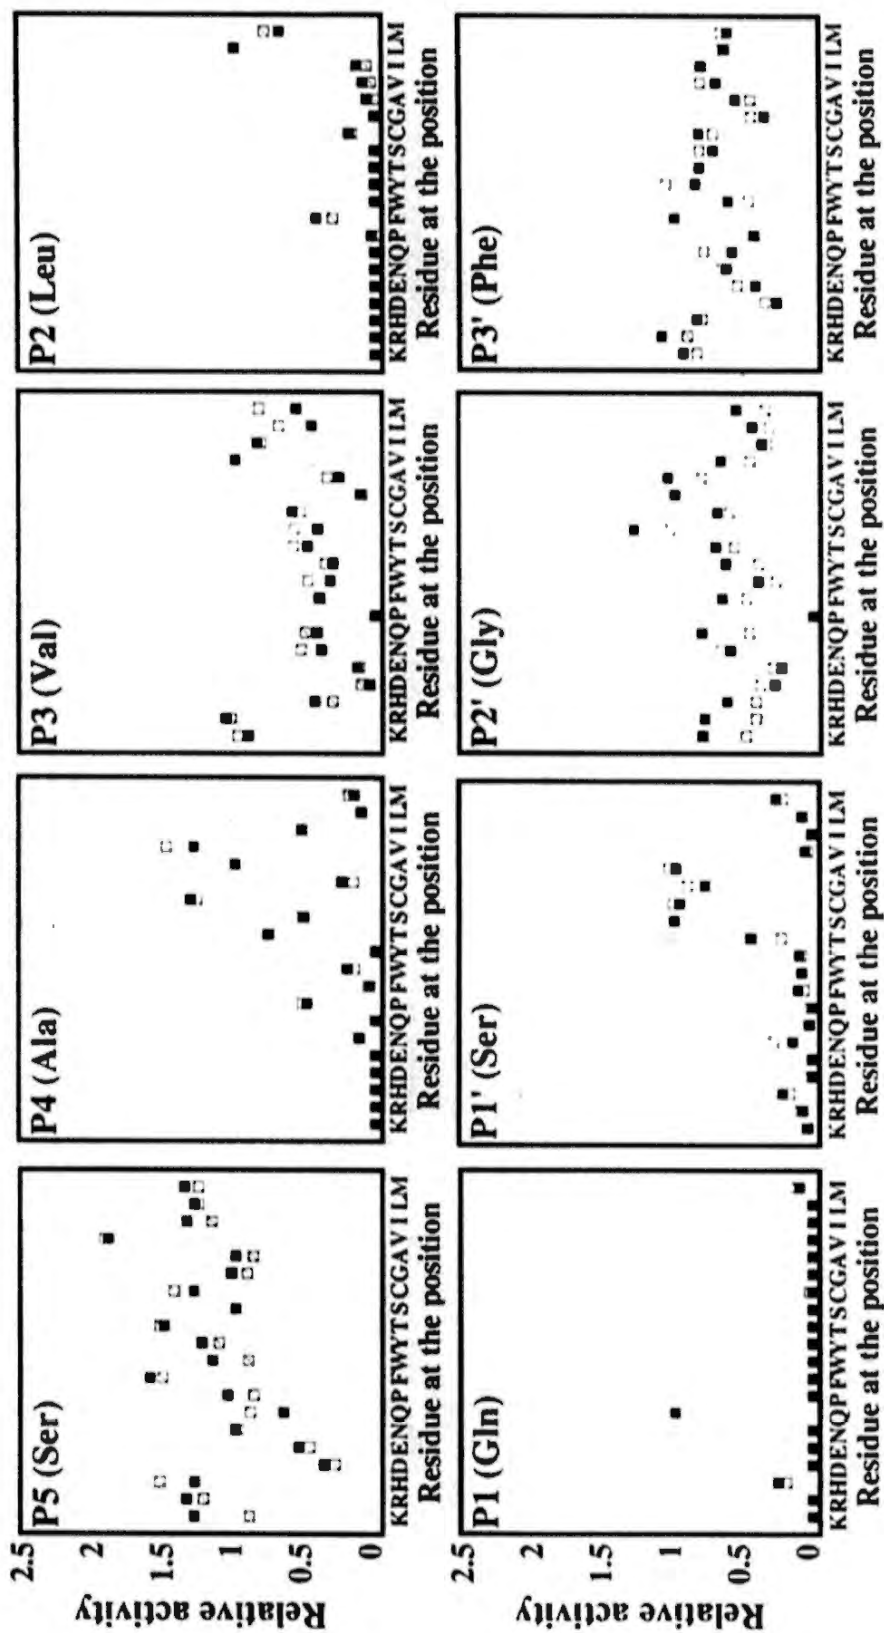 P5 (Ser)
P4 (Ala)
P3 (Val)
P2 (Leu)
2.5
2
1.5
1
0.5
0
Relative activity
KRHDENQPFWYTSCGAVILM
KRHDENQPFWYTSCGAVILM
KRHDENQPFWYTSCGAVILM
KRHDENQPFWYTSCGAVILM
Residue at the position
Residue at the position
Residue at the position
Residue at the position
P1 (Gln)
P1' (Ser)
P2' (Gly)
P3' (Phe)
2.5
2
1.5
1
0.5
0
Relative activity
KRHDENQPFWYTSCGAVILM
KRHDENQPFWYTSCGAVILM
KRHDENQPFWYTSCGAVILM
KRHDENQPFWYTSCGAVILM
Residue at the position
Residue at the position
Residue at the position
Residue at the position